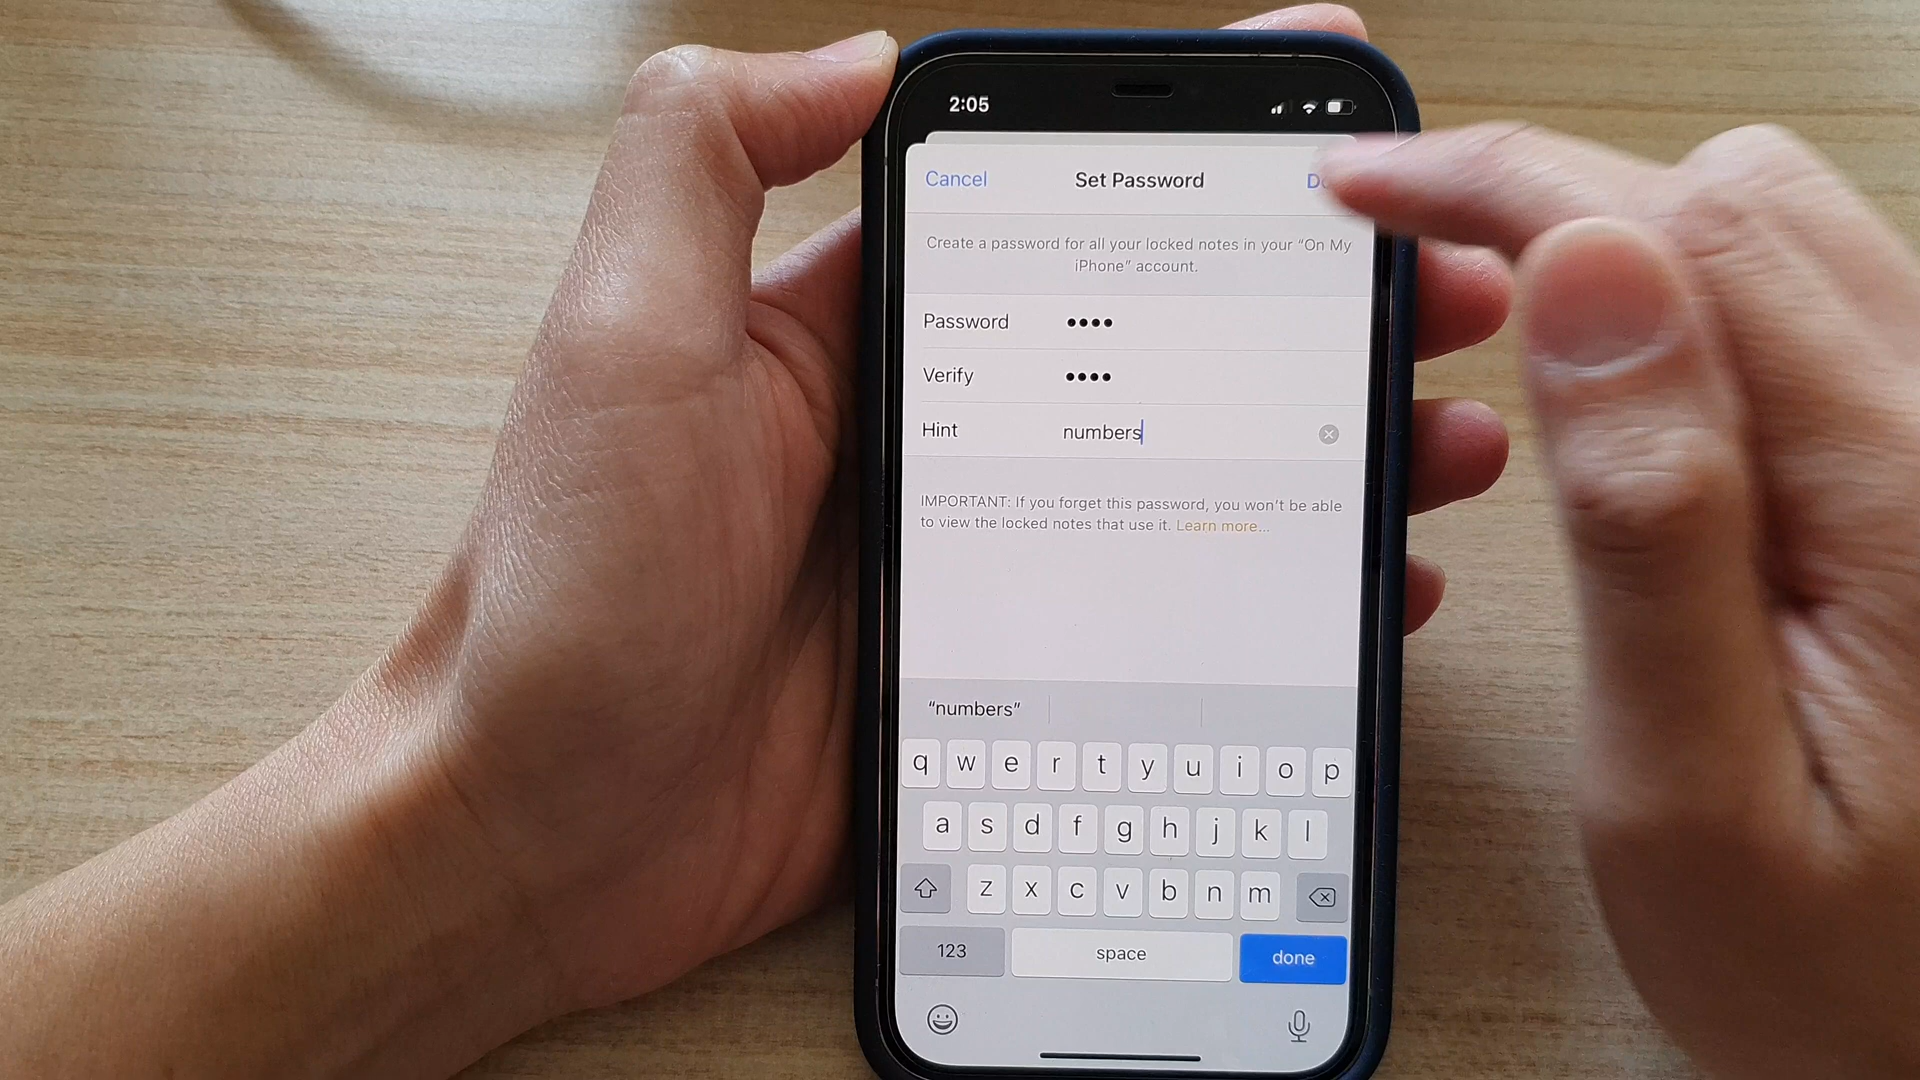 2:05
Cancel Set Password
Create a password for all your locked notes in your “On My
iPhone” account.
Password ••••
Verify ••••
Hint numbers
IMPORTANT: If you forget this password, you won't be able
to view the locked notes that use it. Learn more...
“numbers”
q w e r t y u i o p
a s d f g h j k l
z x c v b n m
123 space done